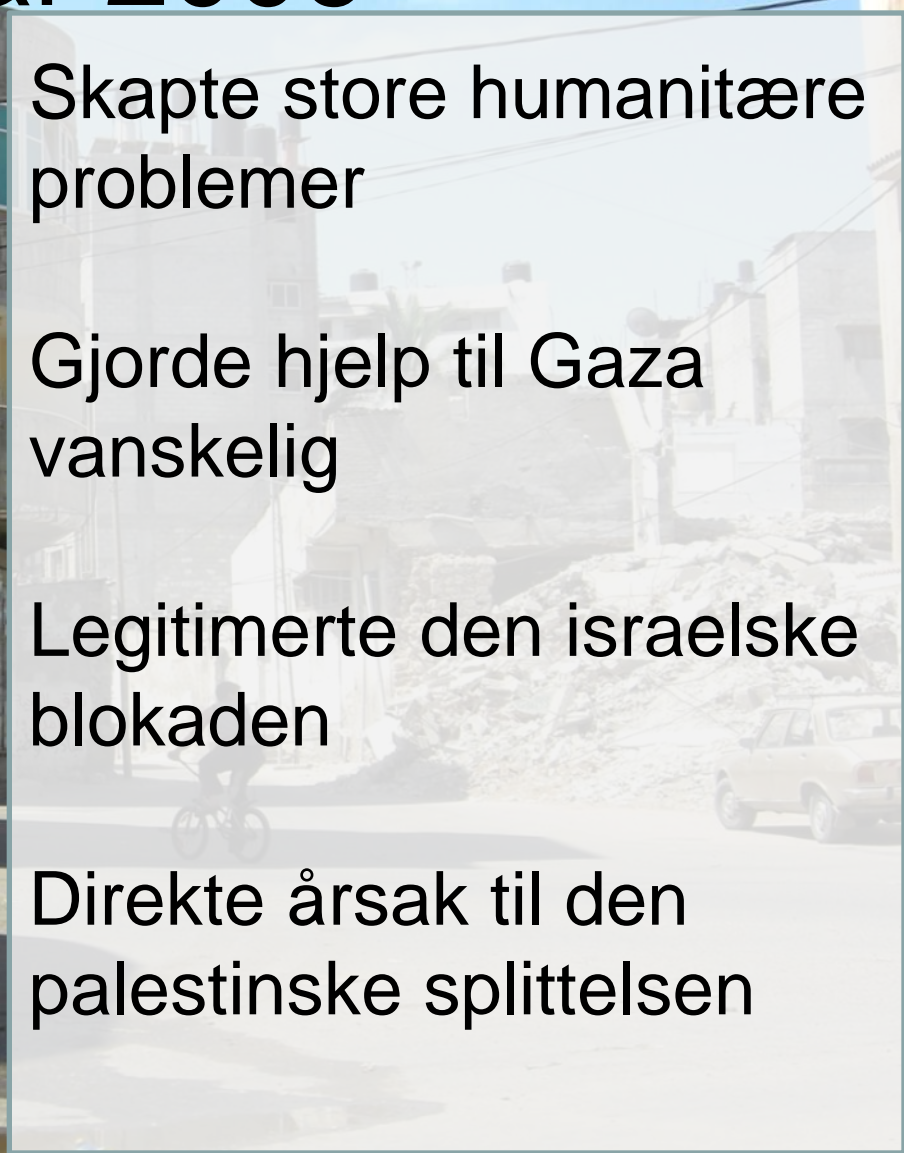 Skapte store humanitære
problemer
Gjorde hjelp til Gaza
vanskelig
Legitimerte den israelske
blokaden
Direkte årsak til den
palestinske splittelsen